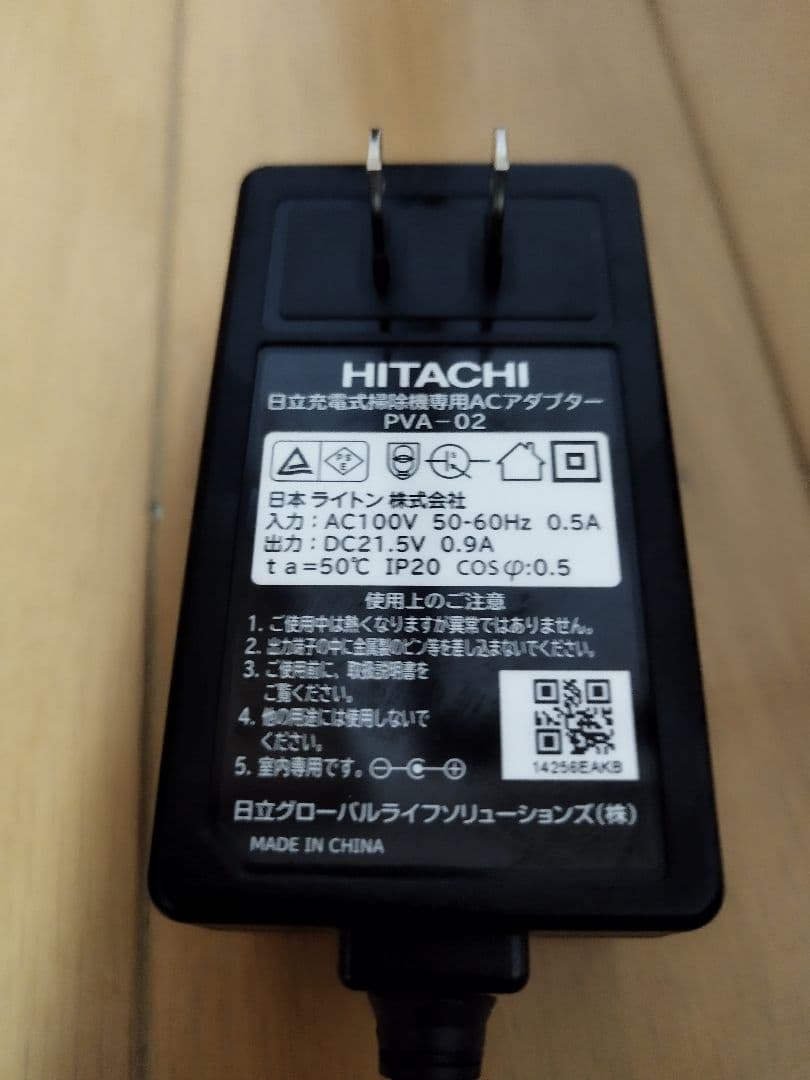 HITACHI
日立充電式掃除機専用ACアダプター
PVA-02
PSE
日本 ライトン 株式会社
入力：AC100V 50-60Hz 0.5A
出力：DC21.5V 0.9A
ta=50℃ IP20 COSφ:0.5
使用上のご注意
1. ご使用中は熱くなりますが異常ではありません。
2. 出力端子の中に金属製のピン等を差し込まないでください。
3. ご使用前に、取扱説明書を
ご覧ください。
4. 他の用途には使用しないで
ください。
5. 室内専用です。
14256EAKB
日立グローバルライフソリューションズ(株)
MADE IN CHINA